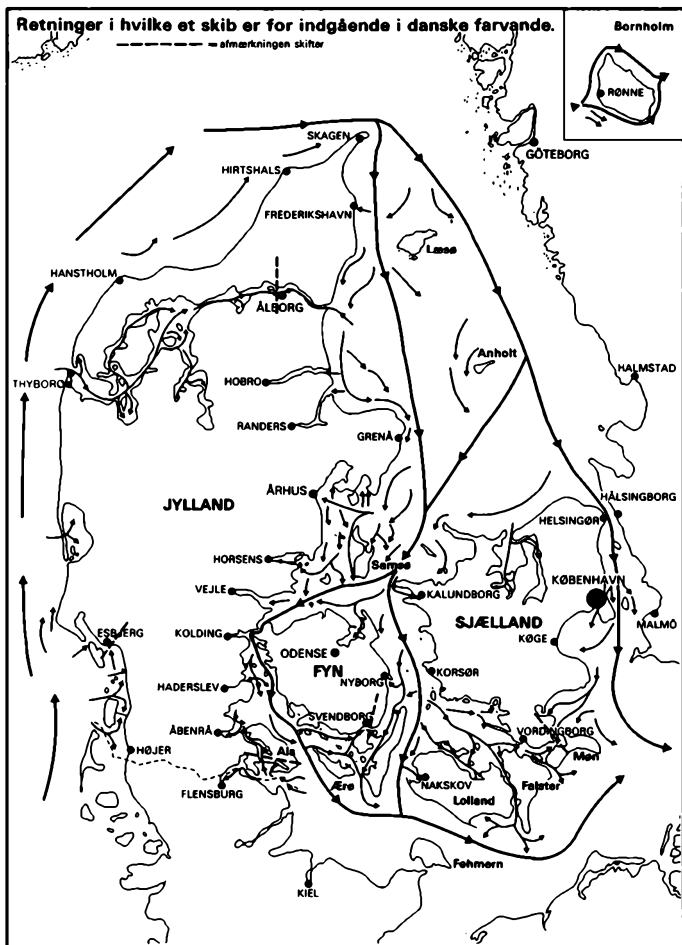 Retninger i hvilke et skib er for indgående i danske farvande.
afmærkningen skifter
Bornholm
RØNNE
SKAGEN
GÖTEBORG
HIRTSHALS
FREDERIKSHAVN
Læsø
HANSTHOLM
ÅLBORG
Anholt
HALMSTAD
THYBORØN
HOBRO
RANDERS
GRENÅ
ÅRHUS
JYLLAND
HÄLSINGBORG
HELSINGØR
HORSENS
Samsø
KØBENHAVN
VEJLE
KALUNDBORG
SJÆLLAND
MALMÖ
ESBJERG
KOLDING
ODENSE
FYN
KØGE
KORSØR
HADERSLEV
NYBORG
SVENDBORG
VORDINGBORG
ÅBENRÅ
Als
Møn
HØJER
FLENSBURG
Ærø
NAKSKOV
Falster
Lolland
Fehmern
KIEL